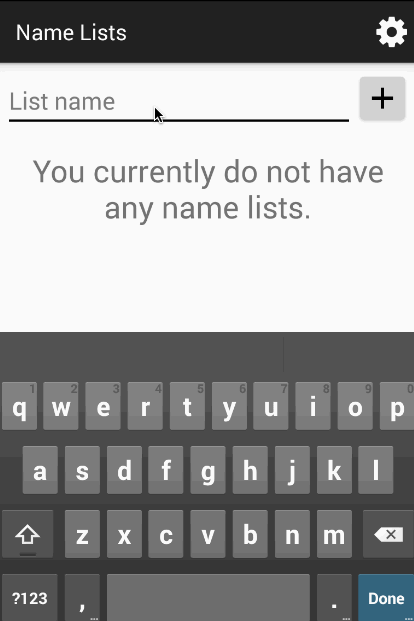 Name Lists
List name
You currently do not have
any name lists.
1 2 3 4 5 6 7 8 9 0
q w e r t y u i o p
a s d f g h j k l
z x c v b n m
?123 , . Done